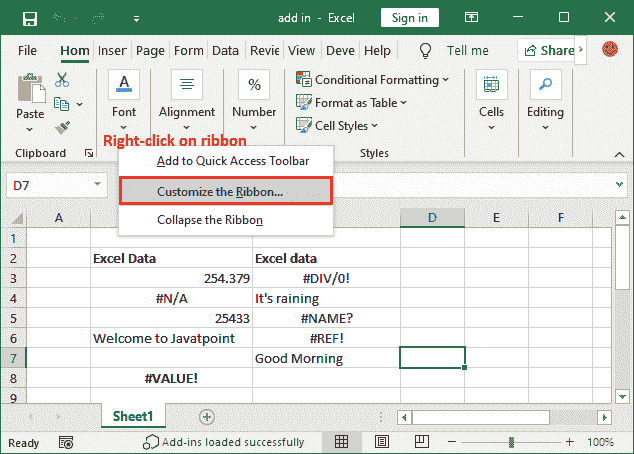 add in - Excel
Sign in
File Hom Inser Page Form Data Revie View Deve Help Tell me Share
Paste Font Alignment Number Conditional Formatting Cells Editing
Format as Table
Cell Styles
Clipboard Styles
Right-click on ribbon
Add to Quick Access Toolbar
Customize the Ribbon...
Collapse the Ribbon
D7
A D E F
1
2 Excel Data Excel data
3 254.379 #DIV/0!
4 #N/A It's raining
5 25433 #NAME?
6 Welcome to Javatpoint #REF!
7 Good Morning
8 #VALUE!
9
Sheet1
Ready Add-ins loaded successfully 100%